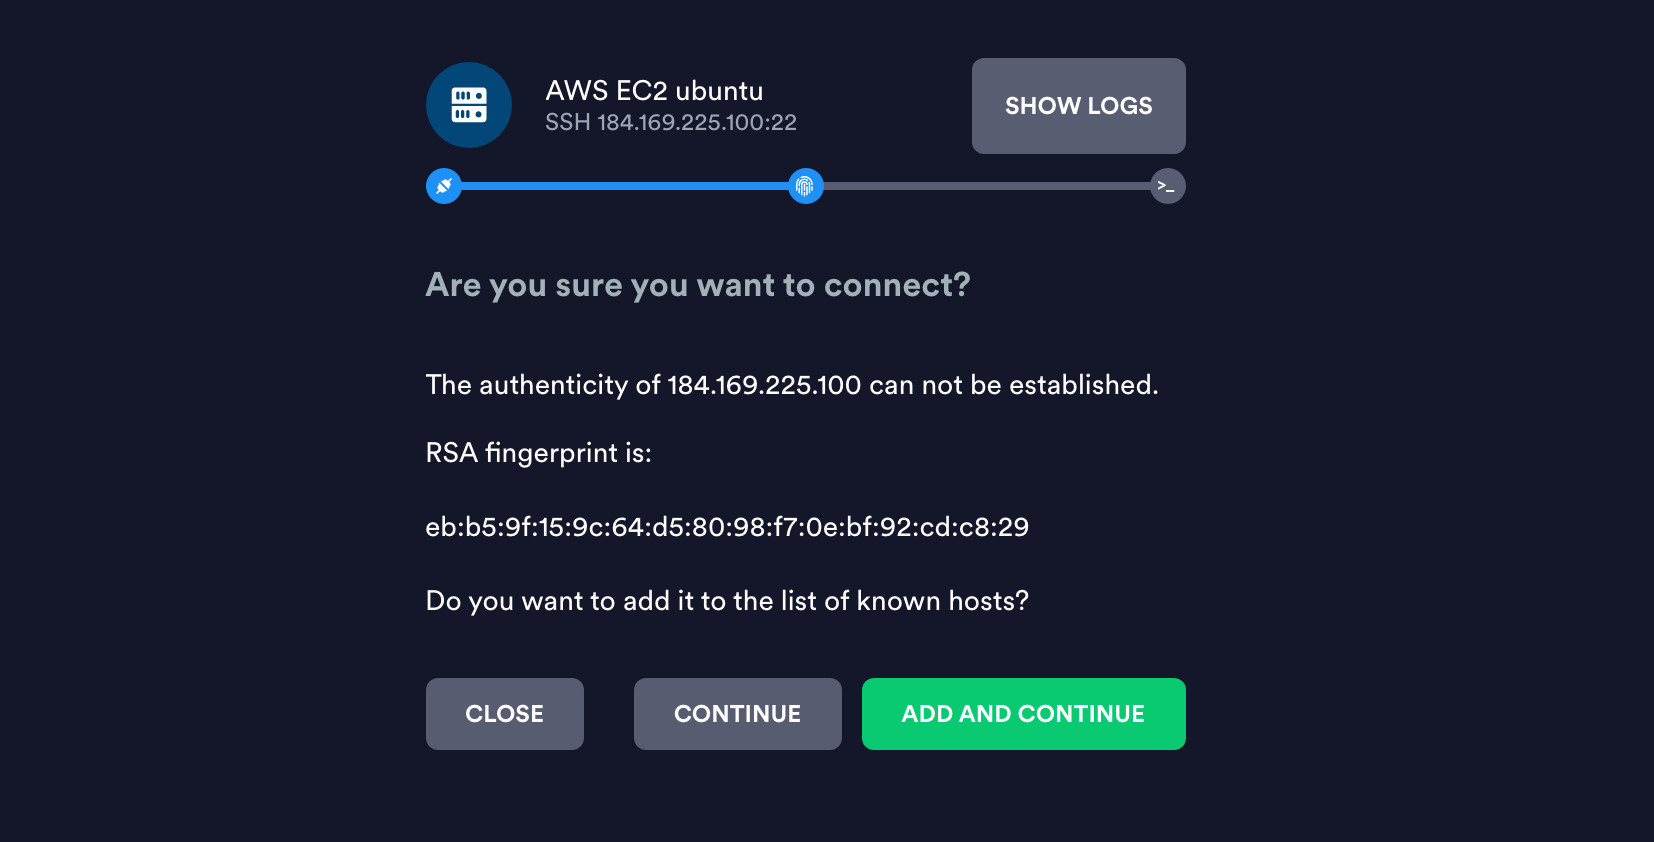 AWS EC2 ubuntu
SSH 184.169.225.100:22
SHOW LOGS
>_
Are you sure you want to connect?
The authenticity of 184.169.225.100 can not be established.
RSA fingerprint is:
eb:b5:9f:15:9c:64:d5:80:98:f7:0e:bf:92:cd:c8:29
Do you want to add it to the list of known hosts?
CLOSE
CONTINUE
ADD AND CONTINUE